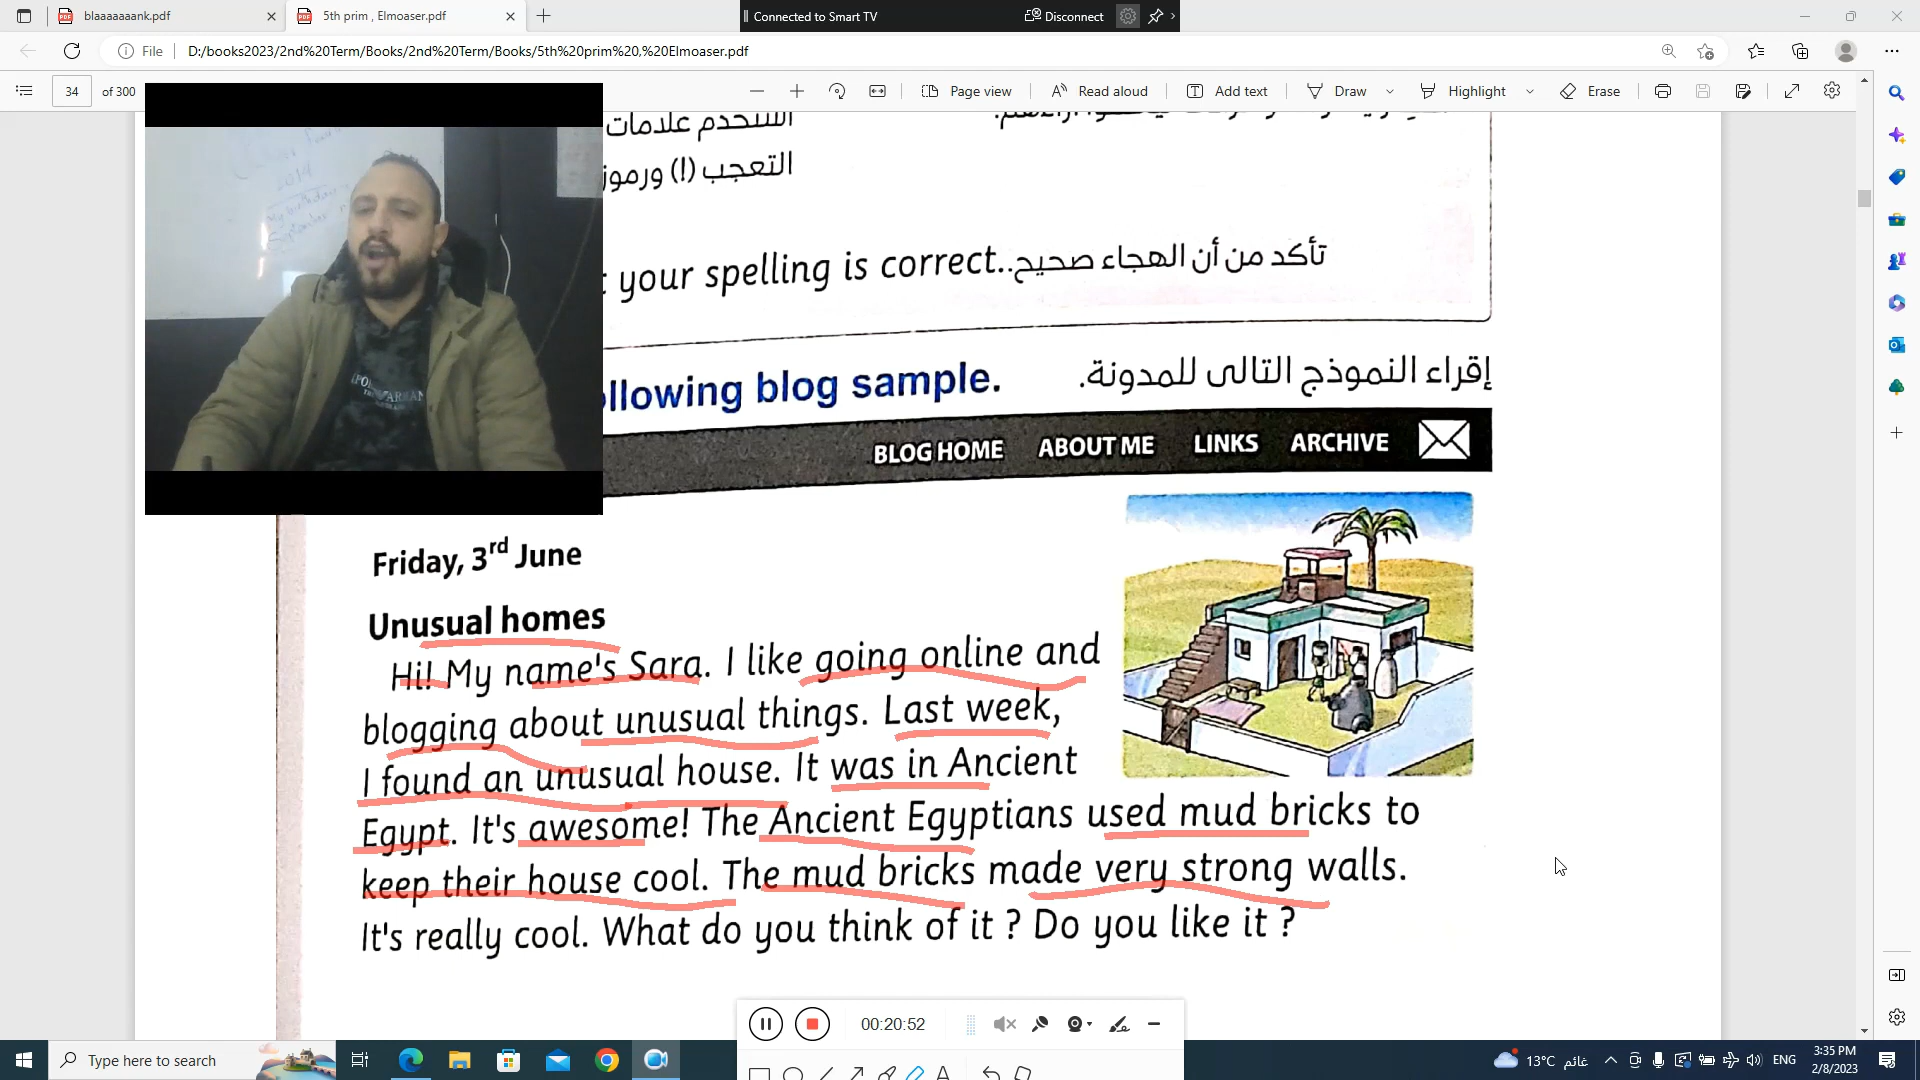 blaaaaaaank.pdf
5th prim , Elmoaser.pdf
Connected to Smart TV
Disconnect
File
D:/books2023/2nd%20Term/Books/2nd%20Term/Books/5th%20prim%20,%20Elmoaser.pdf
34
of 300
Page view
Read aloud
Add text
Draw
Highlight
Erase
علامات
التعجب (!) ورموز
your spelling is correct..تأكد من أن الهجاء صحيح
2014
llowing blog sample.
إقراء النموذج التالى للمدونة.
BLOG HOME ABOUT ME LINKS ARCHIVE
Friday, 3rd June
Unusual homes
Hi! My name's Sara. I like going online and
blogging about unusual things. Last week,
I found an unusual house. It was in Ancient
Egypt. It's awesome! The Ancient Egyptians used mud bricks to
keep their house cool. The mud bricks made very strong walls.
It's really cool. What do you think of it ? Do you like it ?
00:20:52
Type here to search
13°C غائم
ENG
3:35 PM
2/8/2023